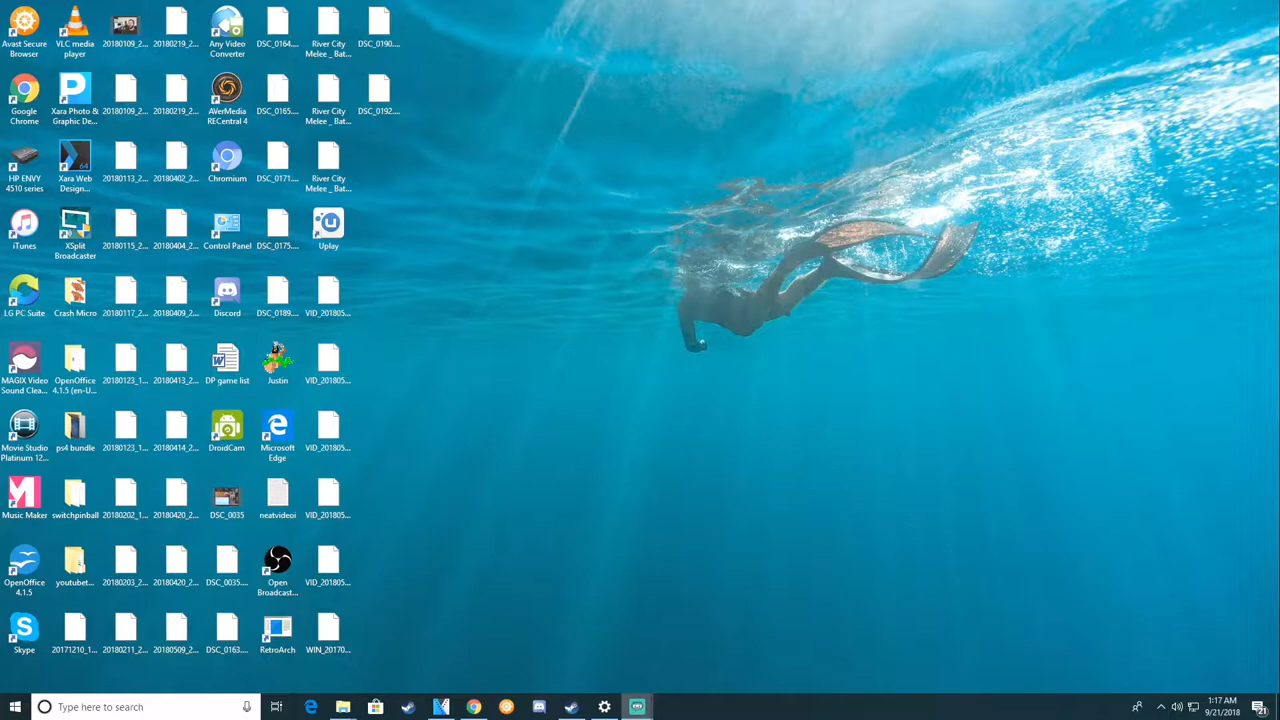 Avast Secure
Browser
VLC media
player
20180109_2...
20180219_2...
Any Video
Converter
DSC_0164....
River City
Melee _ Bat...
DSC_0190....
Google
Chrome
Xara Photo &
Graphic De...
20180109_2...
20180219_2...
AVerMedia
RECentral 4
DSC_0165....
River City
Melee _ Bat...
DSC_0192....
HP ENVY
4510 series
64
Xara Web
Design...
20180113_2...
20180402_2...
Chromium
DSC_0171....
River City
Melee _ Bat...
iTunes
XSplit
Broadcaster
20180115_2...
20180404_2...
Control Panel
DSC_0175....
Uplay
LG PC Suite
Crash Micro
20180117_2...
20180409_2...
Discord
DSC_0189....
VID_201805...
MAGIX Video
Sound Clea...
OpenOffice
4.1.5 (en-U...
20180123_1...
20180413_2...
DP game list
Justin
VID_201805...
Movie Studio
Platinum 12...
ps4 bundle
20180123_1...
20180414_2...
DroidCam
Microsoft
Edge
VID_201805...
Music Maker
switchpinball
20180202_1...
20180420_2...
DSC_0035
neatvideoi
VID_201805...
OpenOffice
4.1.5
youtubet...
20180203_2...
20180420_2...
DSC_0035....
Open
Broadcast...
VID_201805...
Skype
20171210_1...
20180211_2...
20180509_2...
DSC_0163....
RetroArch
WIN_20170...
Type here to search
1:17 AM
9/21/2018
21